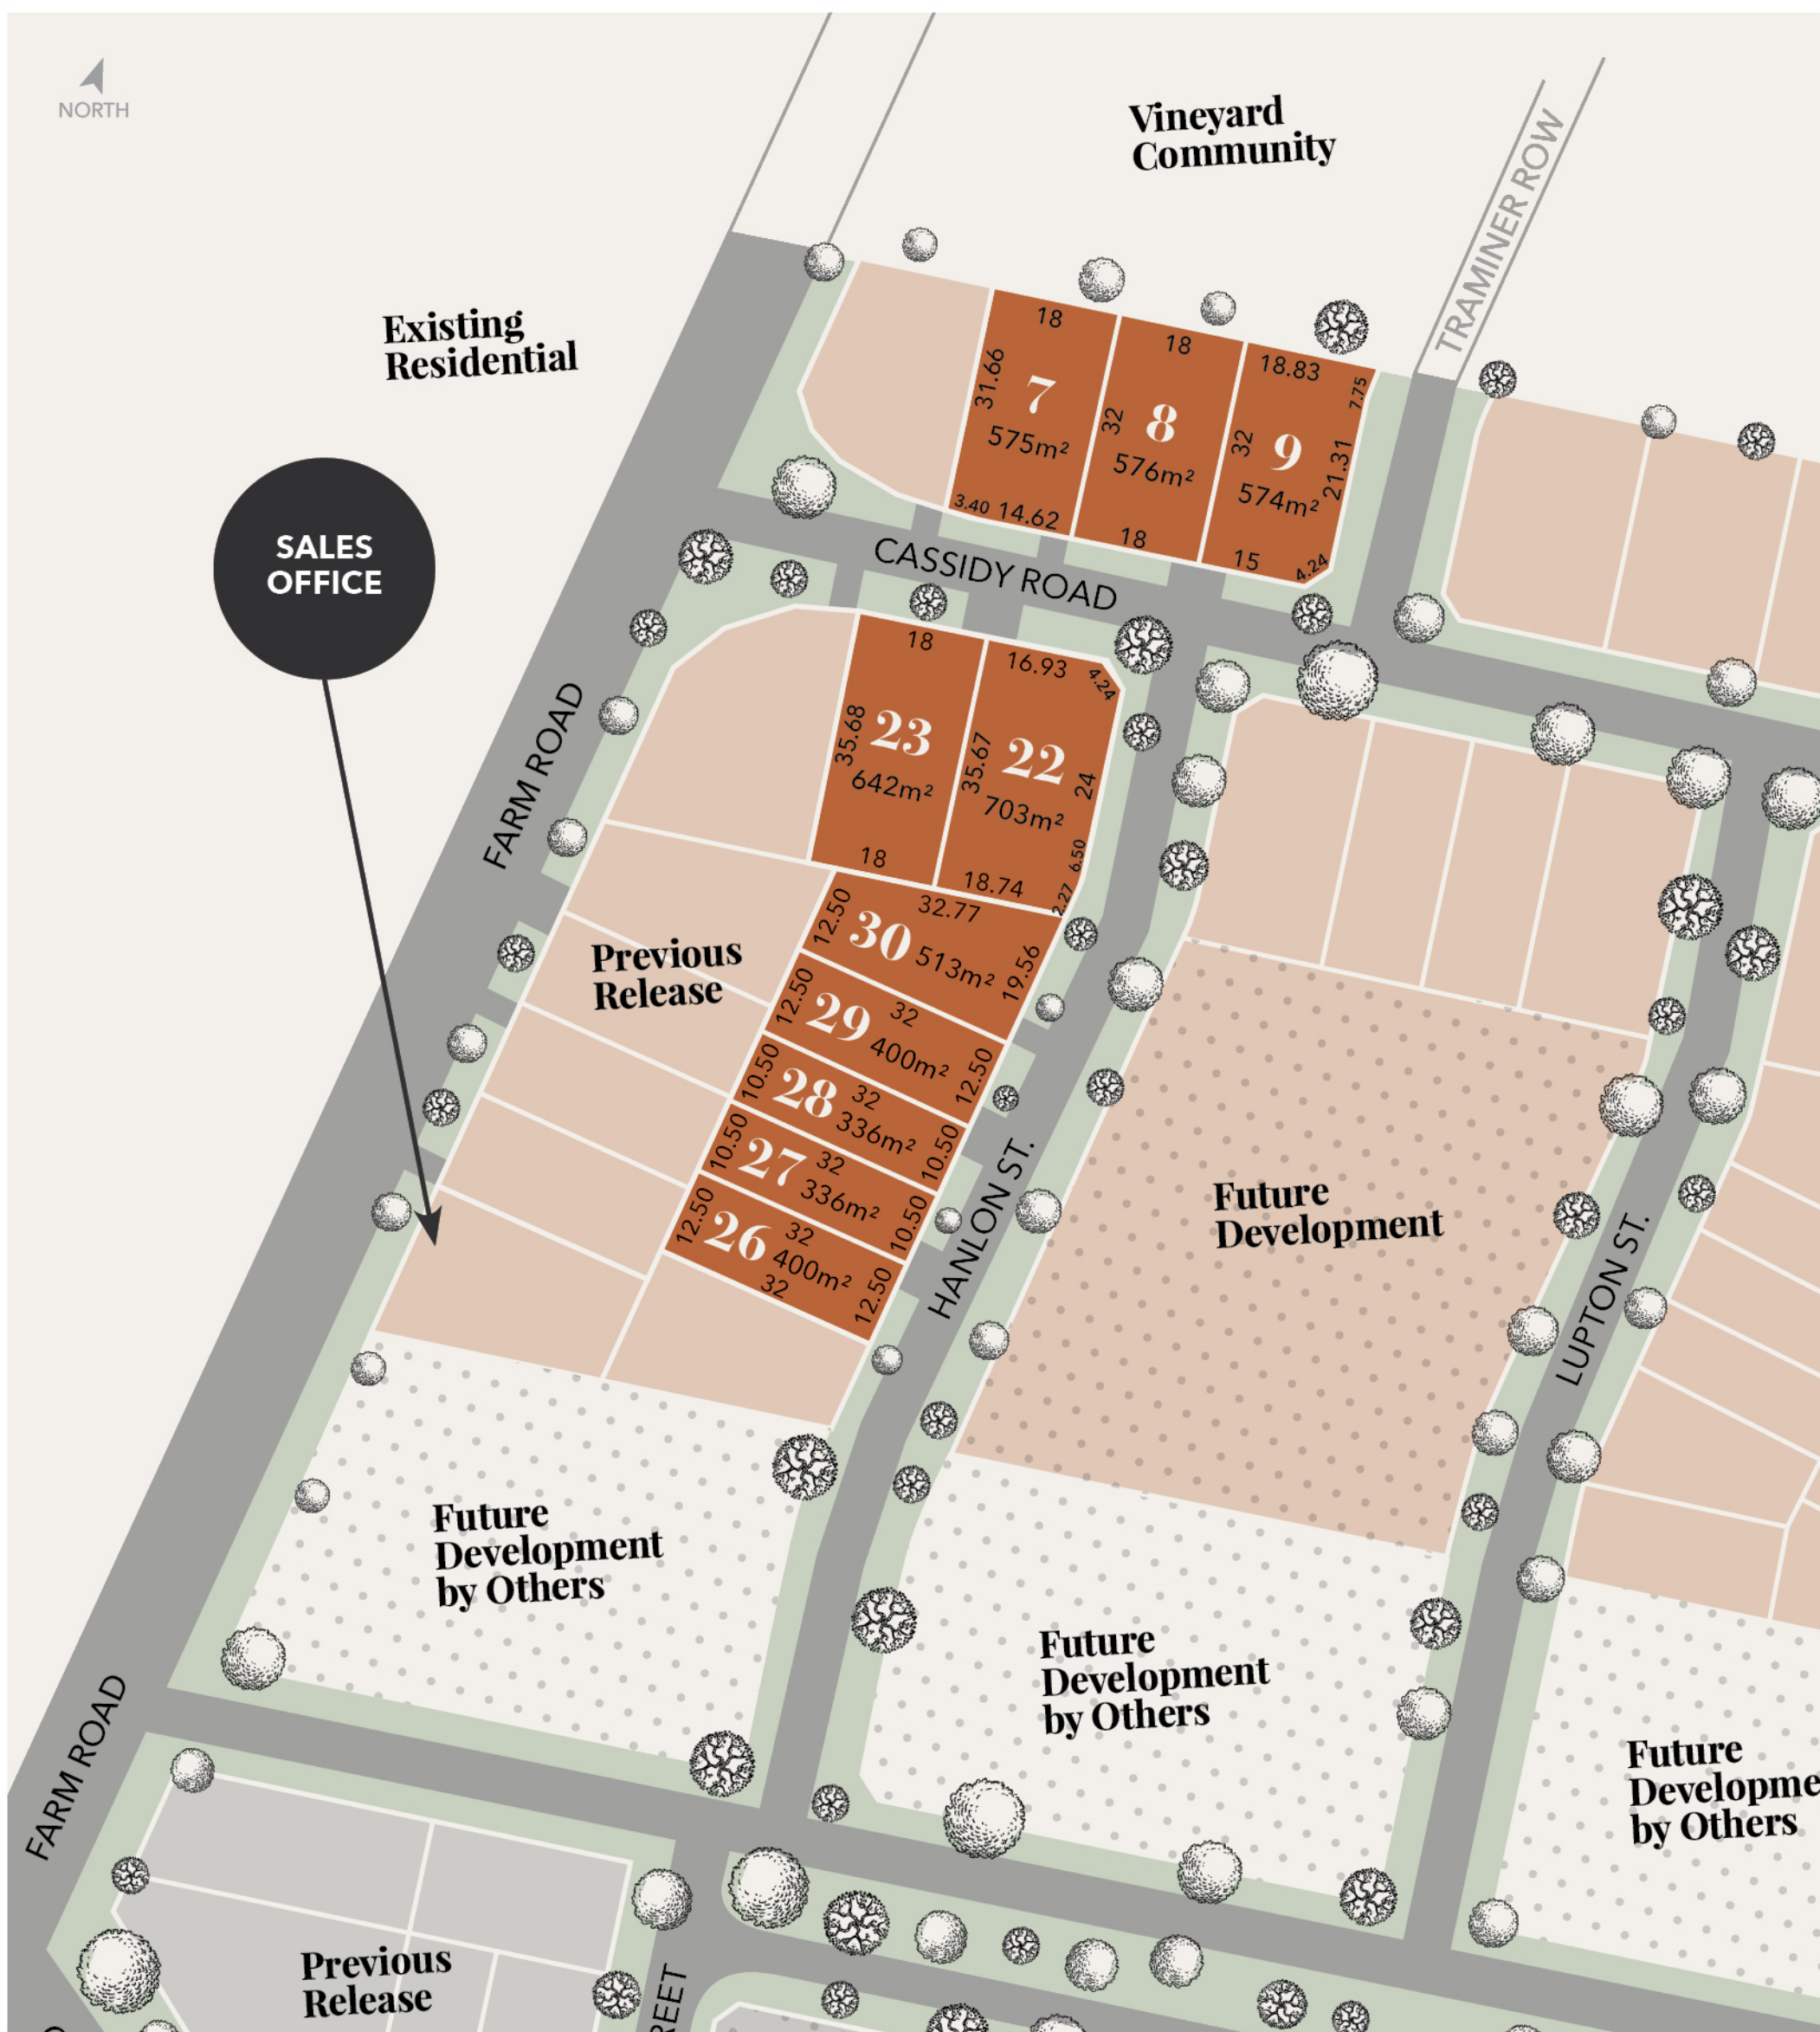 NORTH
Vineyard
Community
TRAMINER ROW
Existing
Residential
SALES
OFFICE
18
31.66
7
575m²
3.40
14.62
18
32
8
576m²
18
18.83
7.75
32
9
574m²
21.31
15
4.24
CASSIDY ROAD
18
35.68
23
642m²
18
16.93
4.24
35.67
22
703m²
24
6.50
18.74
2.27
FARM ROAD
Previous
Release
32.77
12.50
30
513m²
19.56
32
12.50
29
400m²
12.50
32
10.50
28
336m²
10.50
32
10.50
27
336m²
10.50
32
12.50
26
400m²
12.50
32
HANLON ST.
Future
Development
LUPTON ST.
Future
Development
by Others
Future
Development
by Others
Future
Developme
by Others
FARM ROAD
Previous
Release
REET